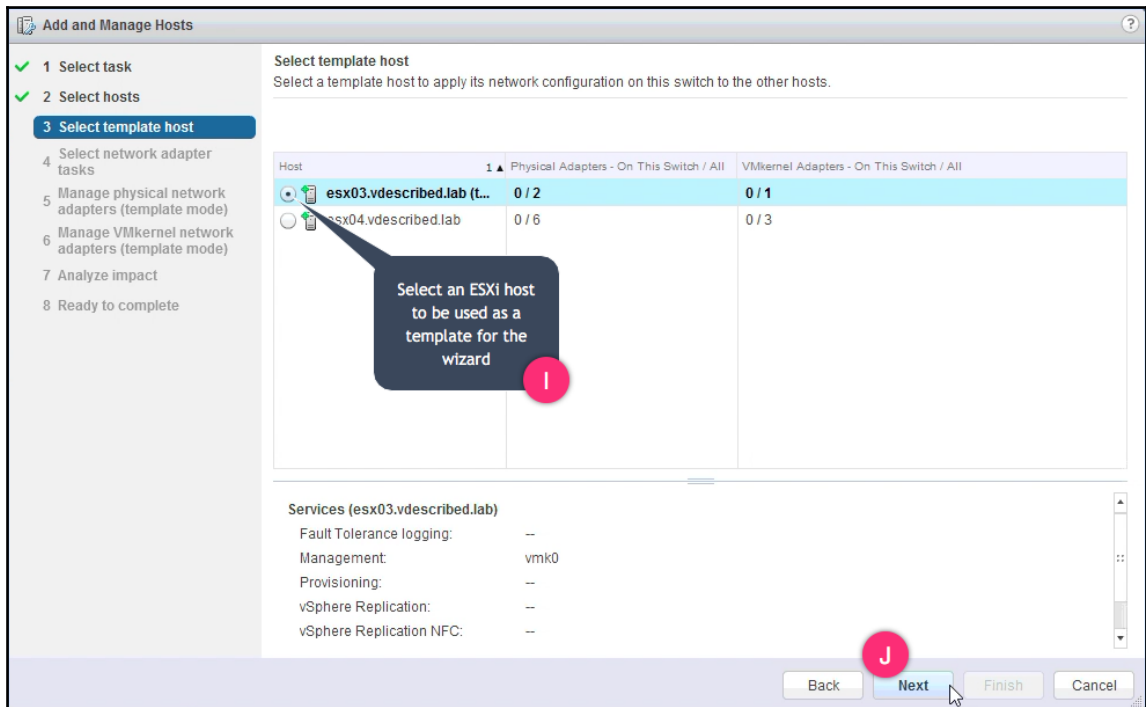 Add and Manage Hosts
?
1 Select task
2 Select hosts
3 Select template host
4 Select network adapter
tasks
5 Manage physical network
adapters (template mode)
6 Manage VMkernel network
adapters (template mode)
7 Analyze impact
8 Ready to complete
Select template host
Select a template host to apply its network configuration on this switch to the other hosts.
Host 1 ▲ Physical Adapters - On This Switch / All VMkernel Adapters - On This Switch / All
esx03.vdescribed.lab (t... 0 / 2 0 / 1
esx04.vdescribed.lab 0 / 6 0 / 3
Select an ESXi host
to be used as a
template for the
wizard
I
Services (esx03.vdescribed.lab)
Fault Tolerance logging: --
Management: vmk0
Provisioning: --
vSphere Replication: --
vSphere Replication NFC: --
J
Back Next Finish Cancel